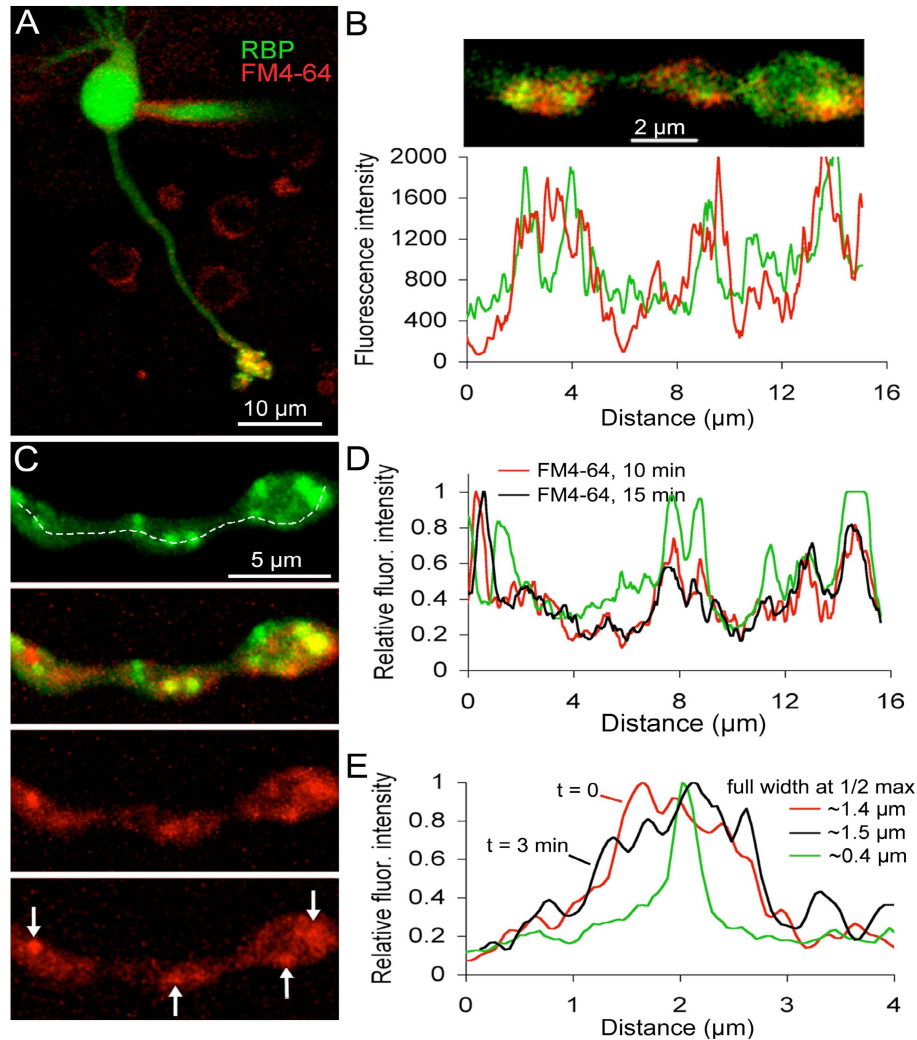 A
RBP
FM4-64
10 µm
B
2 µm
Fluorescence intensity
2000
1600
1200
800
400
0
0 4 8 12 16
Distance (µm)
C
5 µm
D
FM4-64, 10 min
FM4-64, 15 min
Relative fluor. intensity
1
0.8
0.6
0.4
0.2
0
0 4 8 12 16
Distance (µm)
E
Relative fluor. intensity
1
0.8
0.6
0.4
0.2
0
t = 0
t = 3 min
full width at 1/2 max
~1.4 µm
~1.5 µm
~0.4 µm
0 1 2 3 4
Distance (µm)